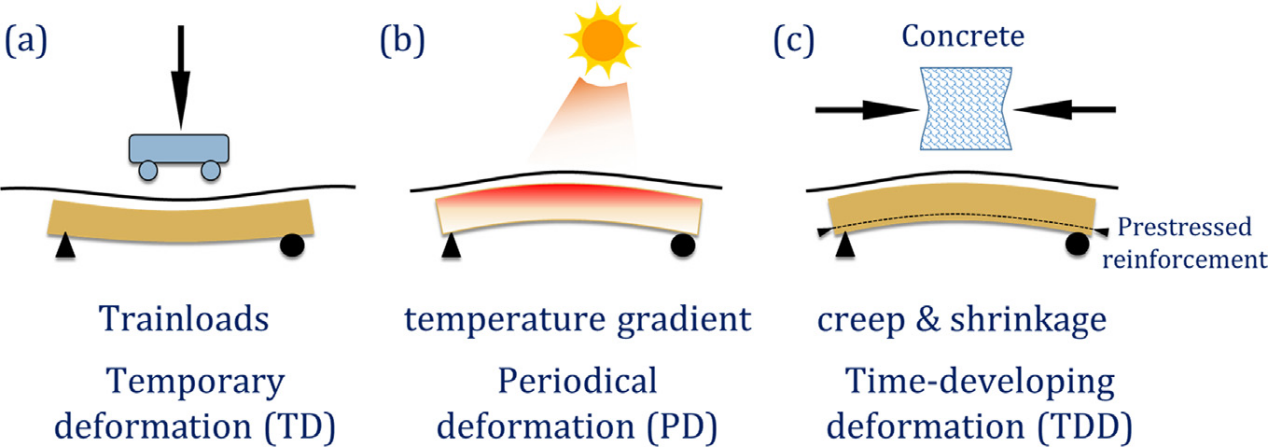 (a)
(b)
(c)
Concrete
Prestressed
reinforcement
Trainloads
temperature gradient
creep & shrinkage
Temporary
deformation (TD)
Periodical
deformation (PD)
Time-developing
deformation (TDD)